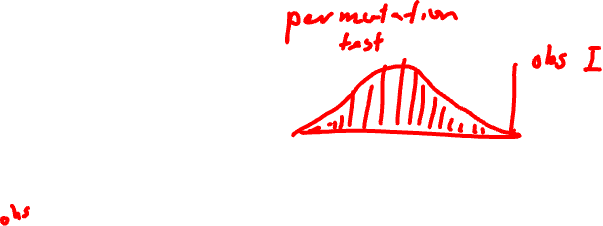 permutation
test
obs I
obs